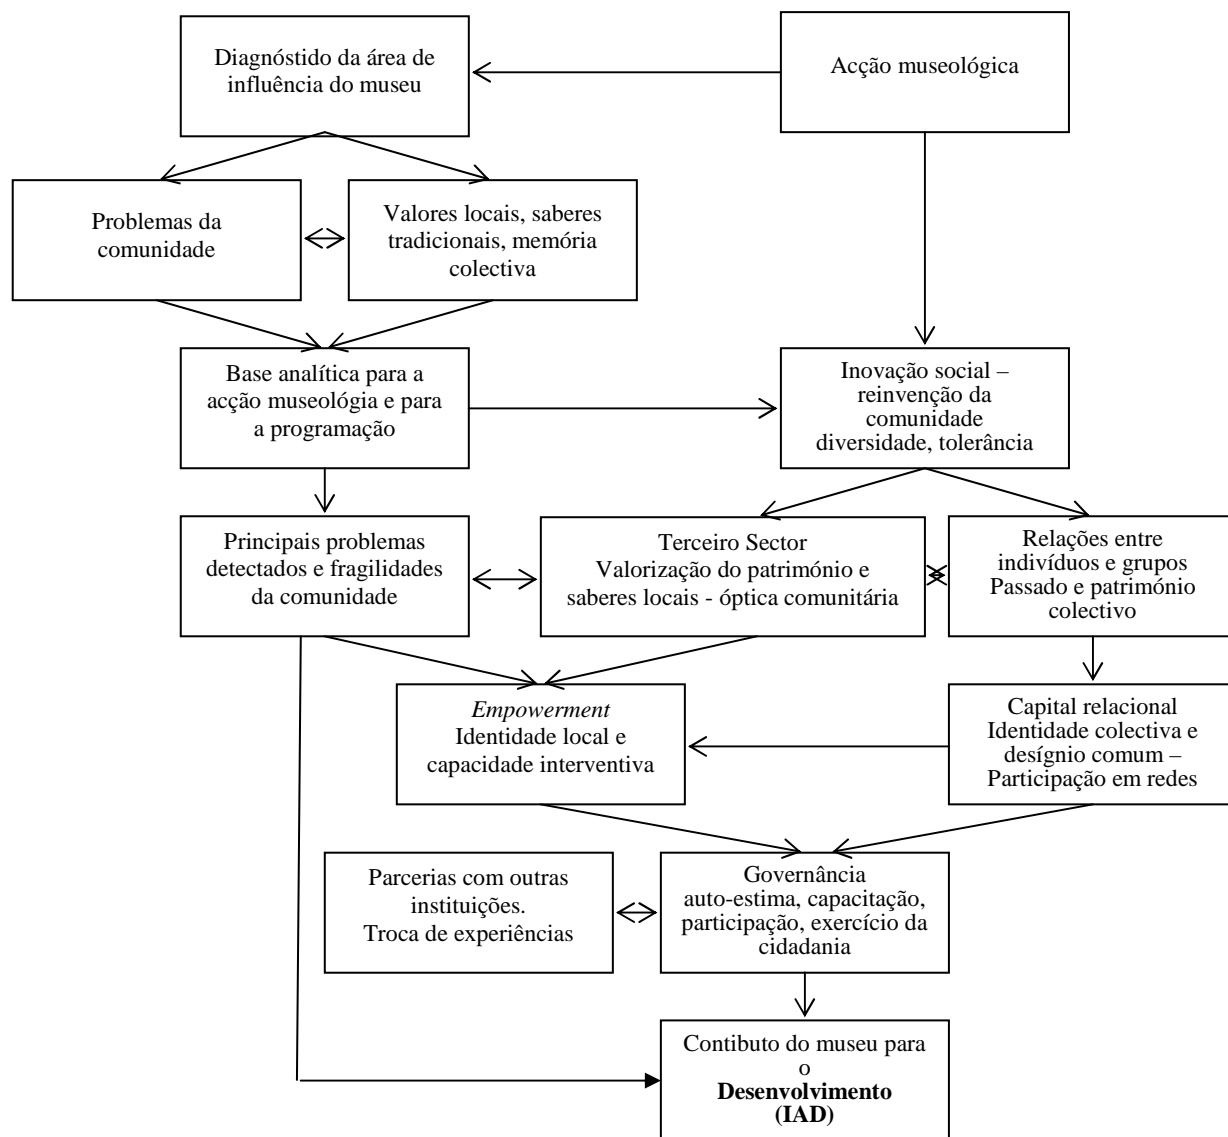 Diagnóstido da área de
influência do museu
Acção museológica
Problemas da
comunidade
Valores locais, saberes
tradicionais, memória
colectiva
Base analítica para a
acção museológia e para
a programação
Inovação social –
reinvenção da
comunidade
diversidade, tolerância
Principais problemas
detectados e fragilidades
da comunidade
Terceiro Sector
Valorização do património e
saberes locais - óptica comunitária
Relações entre
indivíduos e grupos
Passado e património
colectivo
Empowerment
Identidade local e
capacidade interventiva
Capital relacional
Identidade colectiva e
desígnio comum –
Participação em redes
Parcerias com outras
instituições.
Troca de experiências
Governância
auto-estima, capacitação,
participação, exercício da
cidadania
Contibuto do museu para
o
Desenvolvimento
(IAD)